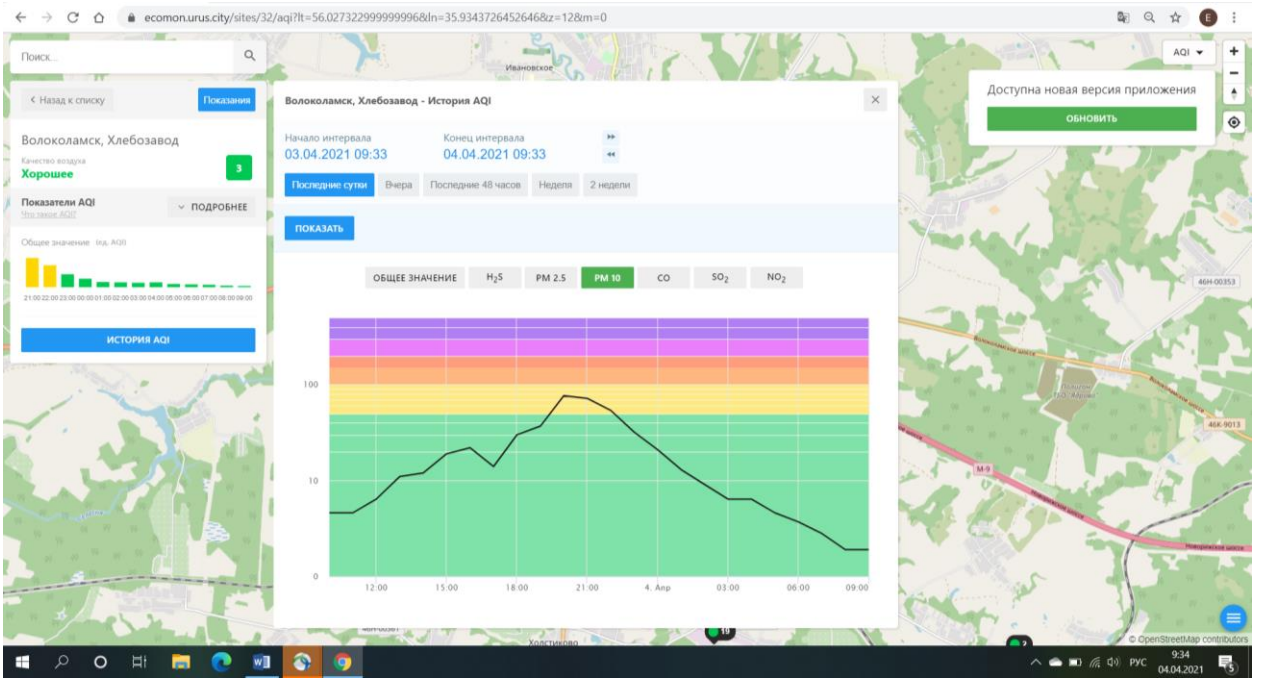 ecomon.urus.city/sites/32/aqi?lt=56.027322999999996&ln=35.9343726452646&z=12&m=0
E
Поиск...
Ивановское
AQI
Назад к списку
Показания
Волоколамск, Хлебозавод - История AQI
Доступна новая версия приложения
ОБНОВИТЬ
Волоколамск, Хлебозавод
Качество воздуха
Хорошее
3
Начало интервала
Конец интервала
03.04.2021 09:33
04.04.2021 09:33
Последние сутки
Вчера
Последние 48 часов
Неделя
2 недели
Показатели AQI
Что такое AQI?
ПОДРОБНЕЕ
ПОКАЗАТЬ
Общее значение (ед. AQI)
21:00 22:00 23:00 00:00 01:00 02:00 03:00 04:00 05:00 06:00 07:00 08:00 09:00
ИСТОРИЯ AQI
ОБЩЕЕ ЗНАЧЕНИЕ
H₂S
PM 2.5
PM 10
CO
SO₂
NO₂
100
10
0
12:00
15:00
18:00
21:00
4. Апр
03:00
06:00
09:00
46Н-00353
Волоколамское шоссе
Волоколамское шоссе
46К-9013
М-9
Новорижское шоссе
Новорижское шоссе
Холстиково
19
3
© OpenStreetMap contributors
РУС
9:34
04.04.2021
5